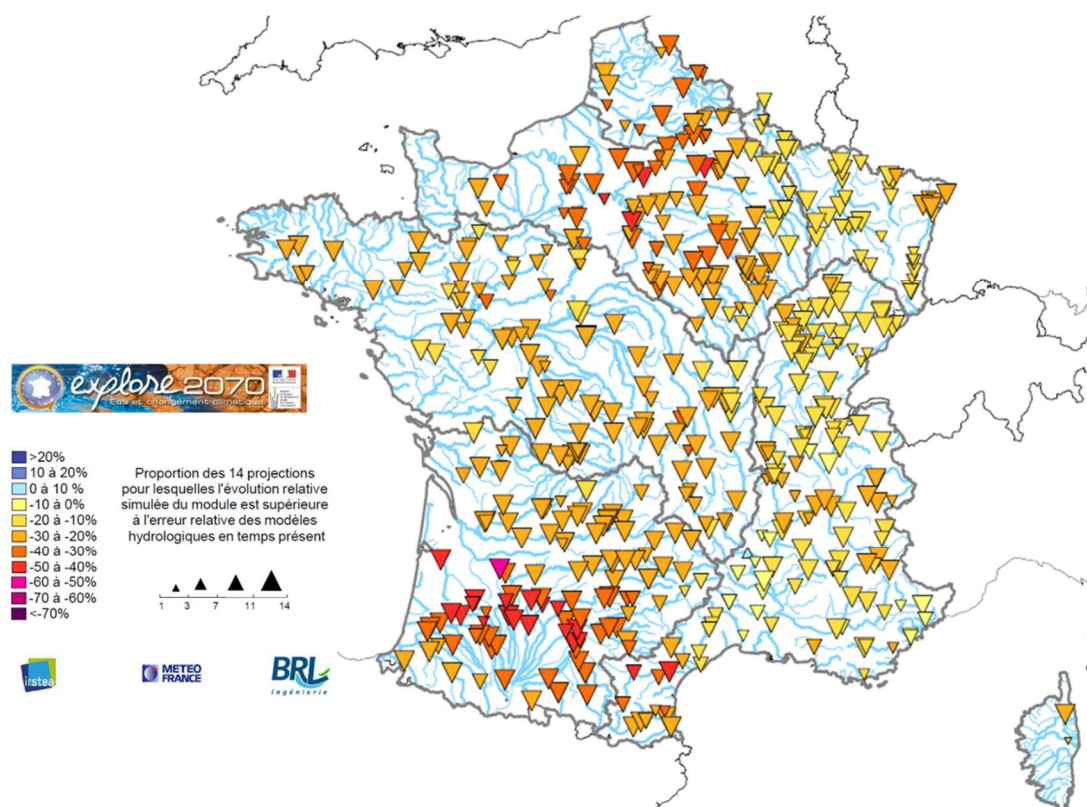 explore 2070
Eau et changement climatique
>20%
10 à 20%
0 à 10 %
-10 à 0%
-20 à -10%
-30 à -20%
-40 à -30%
-50 à -40%
-60 à -50%
-70 à -60%
<-70%
Proportion des 14 projections
pour lesquelles l'évolution relative
simulée du module est supérieure
à l'erreur relative des modèles
hydrologiques en temps présent
1 3 7 11 14
irstea
METEO
FRANCE
BRL
Ingénierie